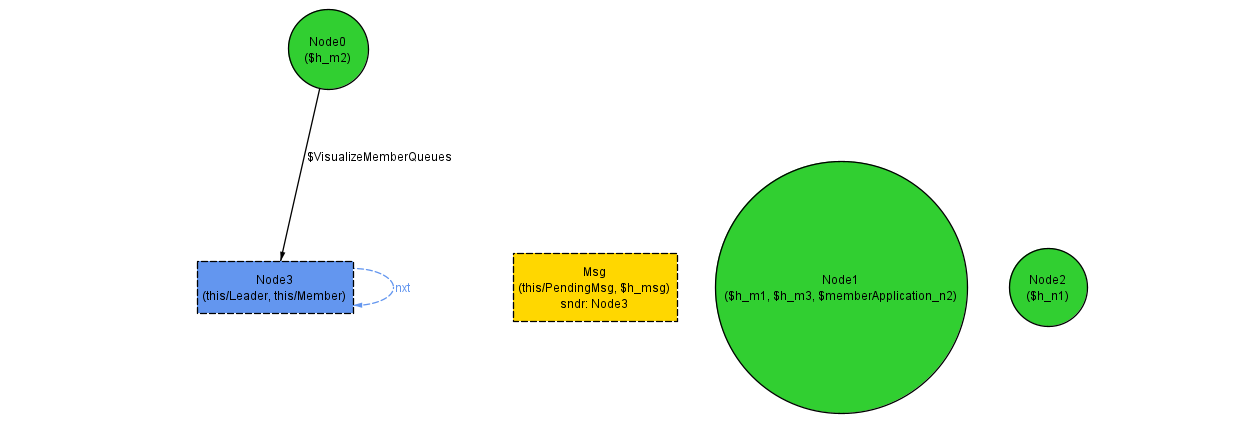 Node0
($h_m2)
$VisualizeMemberQueues
Node3
(this/Leader, this/Member)
nxt
Msg
(this/PendingMsg, $h_msg)
sndr: Node3
Node1
($h_m1, $h_m3, $memberApplication_n2)
Node2
($h_n1)